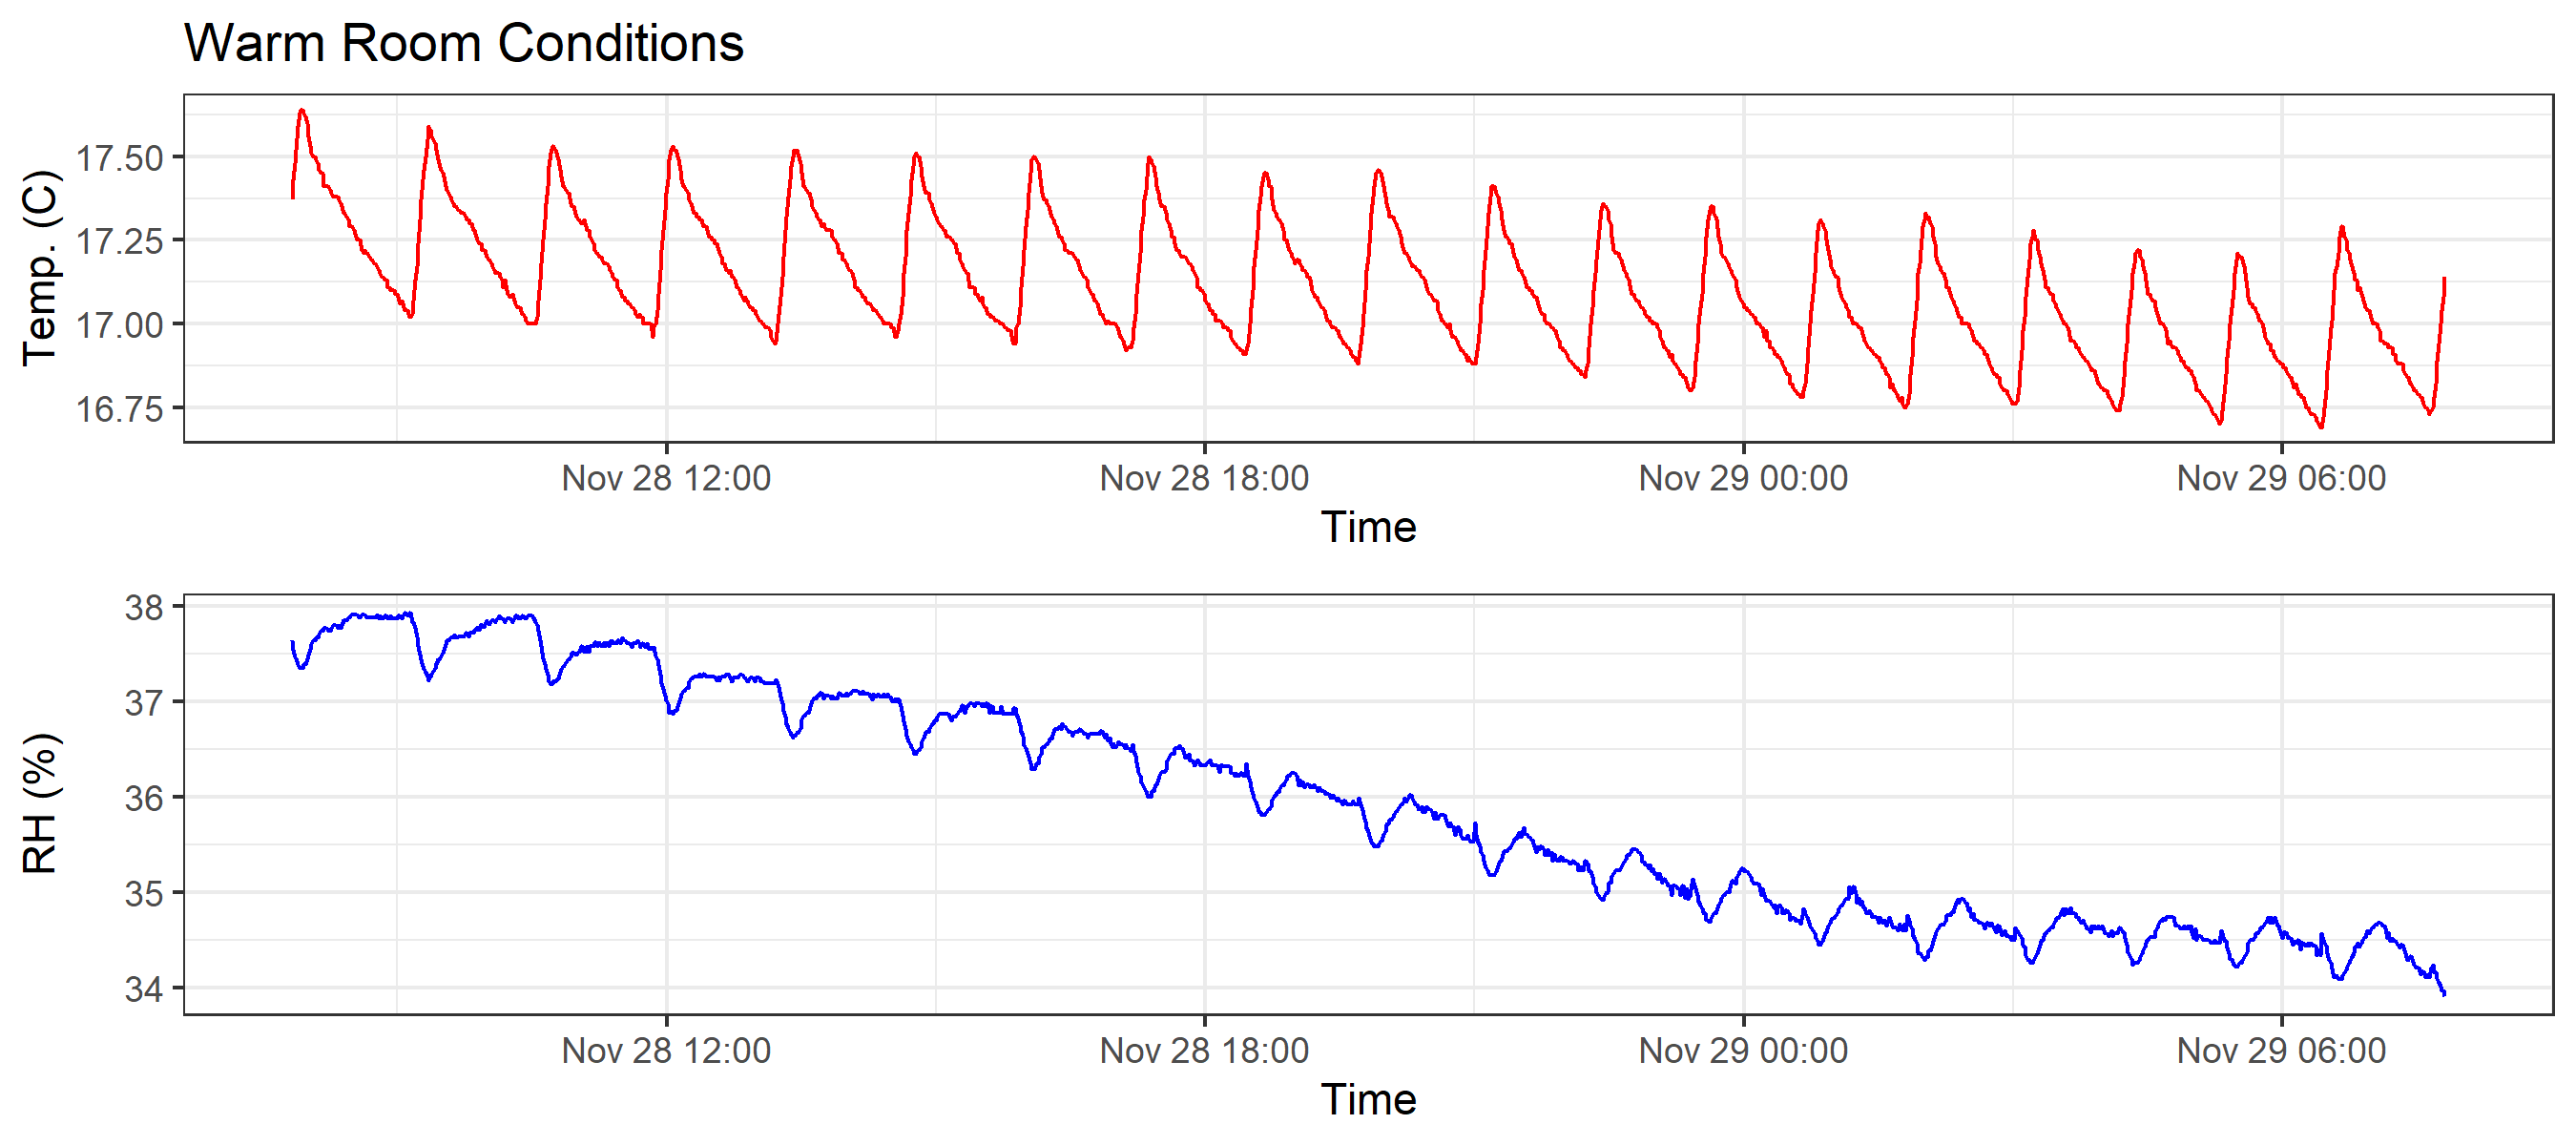 Warm Room Conditions
Temp. (C)
17.50
17.25
17.00
16.75
Nov 28 12:00 Nov 28 18:00 Nov 29 00:00 Nov 29 06:00
Time
RH (%)
38
37
36
35
34
Nov 28 12:00 Nov 28 18:00 Nov 29 00:00 Nov 29 06:00
Time